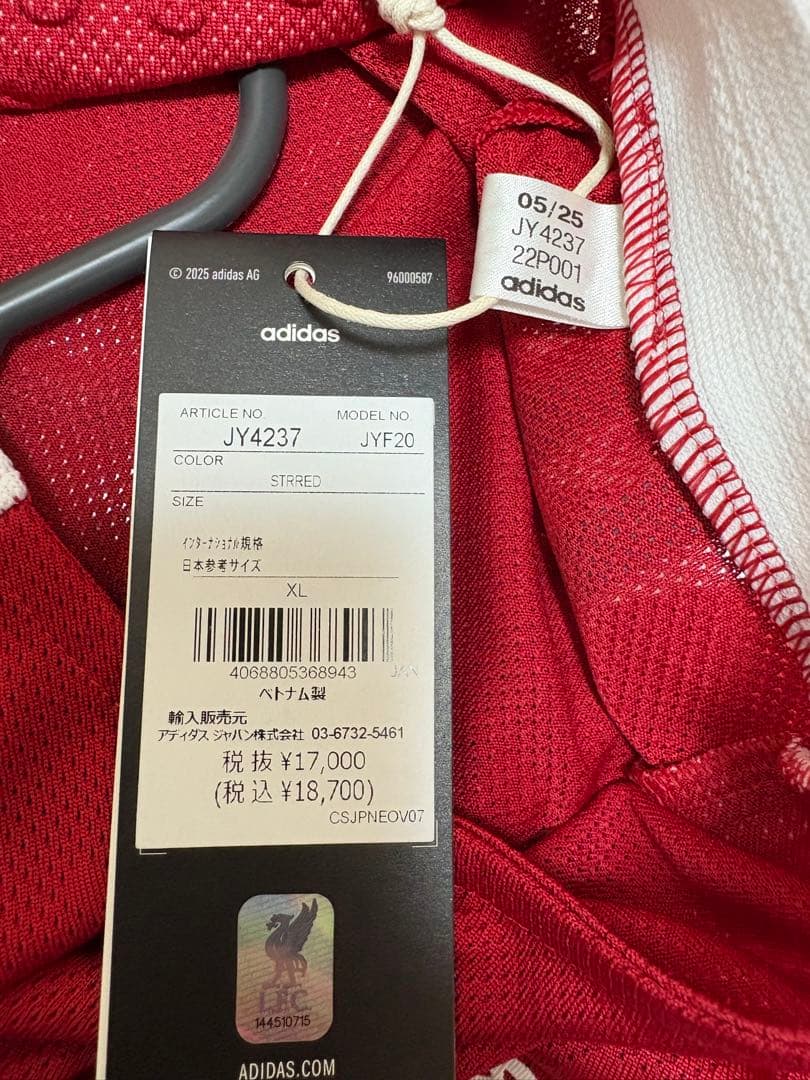 05/25
JY4237
22P001
adidas
© 2025 adidas AG
96000587
adidas
ARTICLE NO.
MODEL NO.
JY4237
JYF20
COLOR
STRRED
SIZE
インターナショナル規格
日本参考サイズ
XL
4068805368943
JAN
ベトナム製
輸入販売元
アディダス ジャパン株式会社 03-6732-5461
税 抜 ¥17,000
(税 込 ¥18,700)
CSJPNEOV07
L.F.C.
144510715
ADIDAS.COM